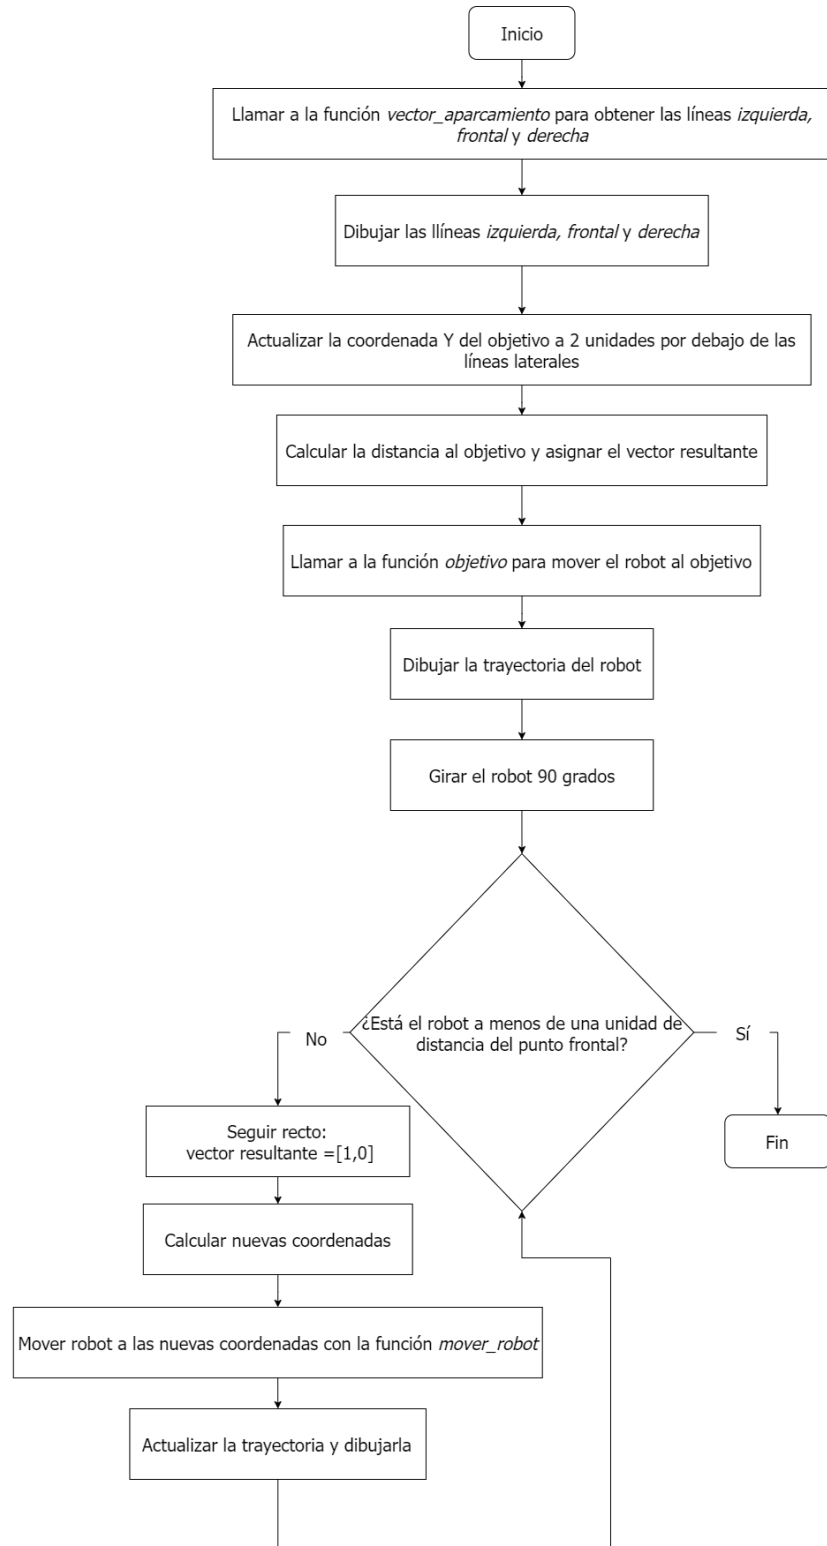 Inicio
Llamar a la función vector_aparcamiento para obtener las líneas izquierda,
frontal y derecha
Dibujar las llíneas izquierda, frontal y derecha
Actualizar la coordenada Y del objetivo a 2 unidades por debajo de las
líneas laterales
Calcular la distancia al objetivo y asignar el vector resultante
Llamar a la función objetivo para mover el robot al objetivo
Dibujar la trayectoria del robot
Girar el robot 90 grados
¿Está el robot a menos de una unidad de
distancia del punto frontal?
No
Sí
Seguir recto:
vector resultante =[1,0]
Fin
Calcular nuevas coordenadas
Mover robot a las nuevas coordenadas con la función mover_robot
Actualizar la trayectoria y dibujarla